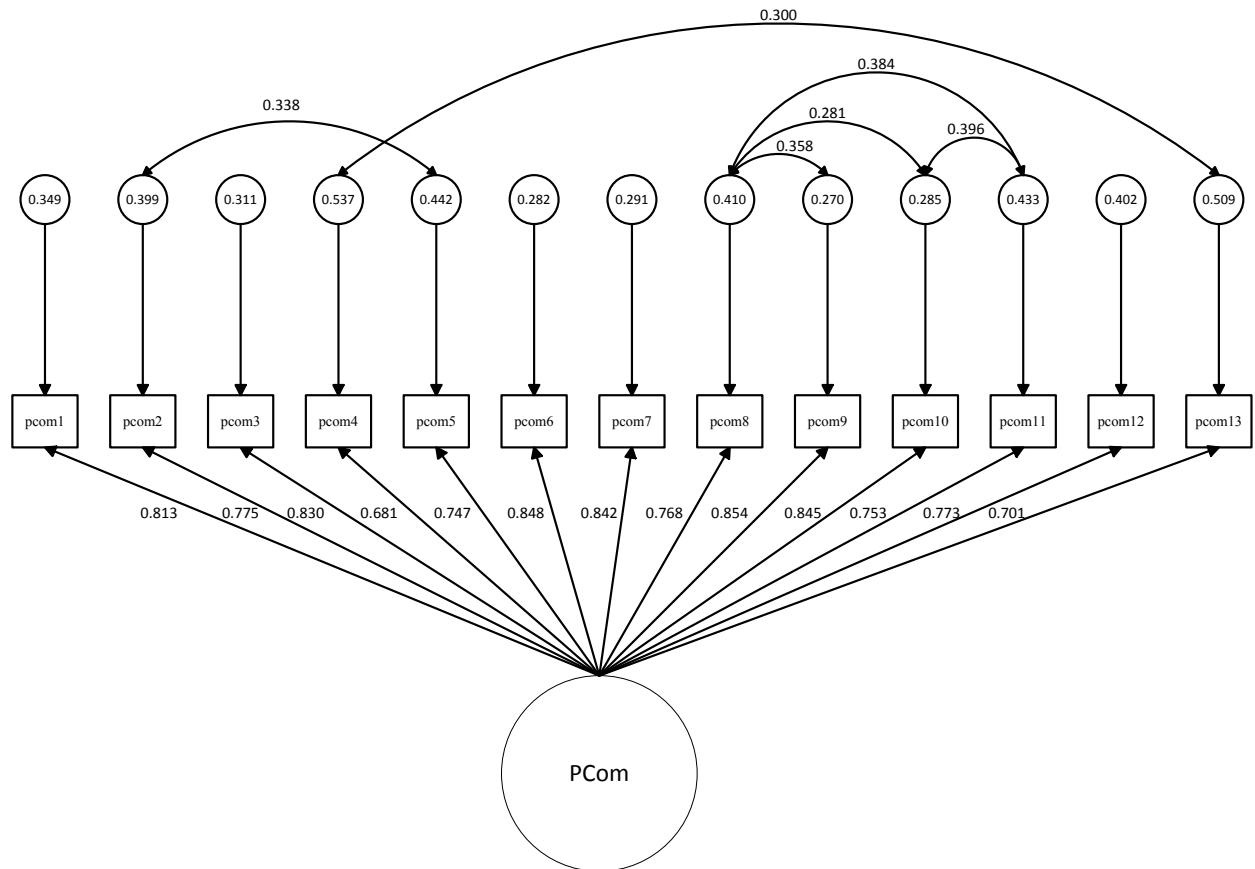 0.300
0.384
0.338
0.281
0.396
0.358
0.349 0.399 0.311 0.537 0.442 0.282 0.291 0.410 0.270 0.285 0.433 0.402 0.509
pcom1 pcom2 pcom3 pcom4 pcom5 pcom6 pcom7 pcom8 pcom9 pcom10 pcom11 pcom12 pcom13
0.813 0.775 0.830 0.681 0.747 0.848 0.842 0.768 0.854 0.845 0.753 0.773 0.701
PCom